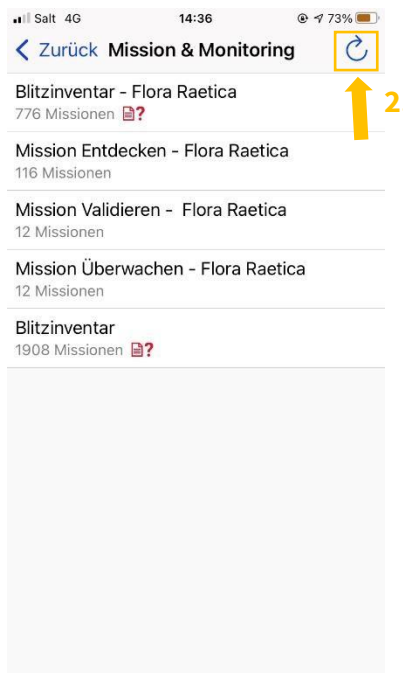 Salt 4G 14:36 73%
Zurück Mission & Monitoring
2
Blitzinventar - Flora Raetica
776 Missionen ?
Mission Entdecken - Flora Raetica
116 Missionen
Mission Validieren - Flora Raetica
12 Missionen
Mission Überwachen - Flora Raetica
12 Missionen
Blitzinventar
1908 Missionen ?